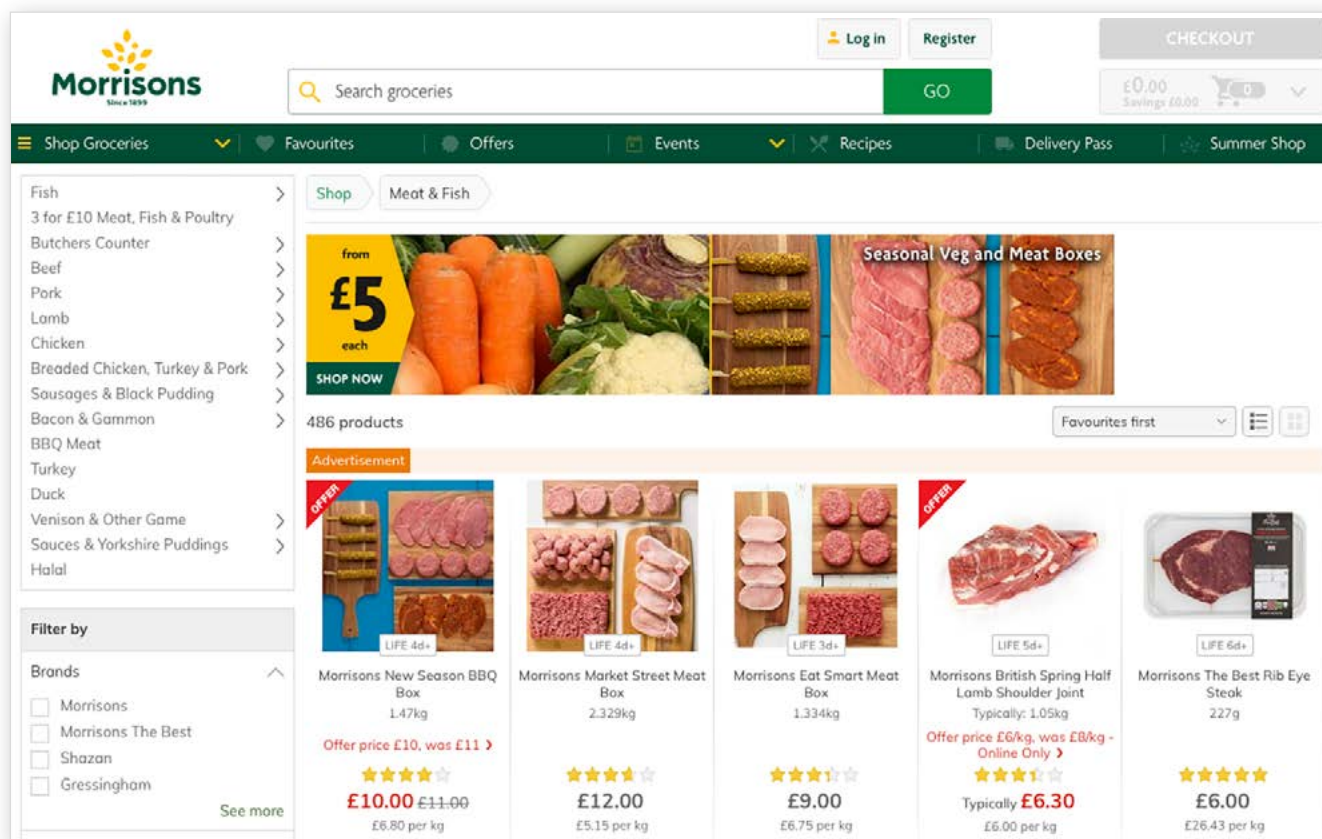 Morrisons
Since 1899
Log in
Register
CHECKOUT
Search groceries
GO
£0.00
Savings £0.00
0
Shop Groceries
Favourites
Offers
Events
Recipes
Delivery Pass
Summer Shop
Fish
3 for £10 Meat, Fish & Poultry
Butchers Counter
Beef
Pork
Lamb
Chicken
Breaded Chicken, Turkey & Pork
Sausages & Black Pudding
Bacon & Gammon
BBQ Meat
Turkey
Duck
Venison & Other Game
Sauces & Yorkshire Puddings
Halal
Filter by
Brands
Morrisons
Morrisons The Best
Shazan
Gressingham
See more
Shop
Meat & Fish
from
£5
each
SHOP NOW
Seasonal Veg and Meat Boxes
486 products
Favourites first
Advertisement
OFFER
LIFE 4d+
Morrisons New Season BBQ
Box
1.47kg
Offer price £10, was £11
£10.00 £11.00
£6.80 per kg
LIFE 4d+
Morrisons Market Street Meat
Box
2.329kg
£12.00
£5.15 per kg
LIFE 3d+
Morrisons Eat Smart Meat
Box
1.334kg
£9.00
£6.75 per kg
OFFER
LIFE 5d+
Morrisons British Spring Half
Lamb Shoulder Joint
Typically: 1.05kg
Offer price £6/kg, was £8/kg -
Online Only
Typically £6.30
£6.00 per kg
LIFE 6d+
Morrisons The Best Rib Eye
Steak
227g
£6.00
£26.43 per kg